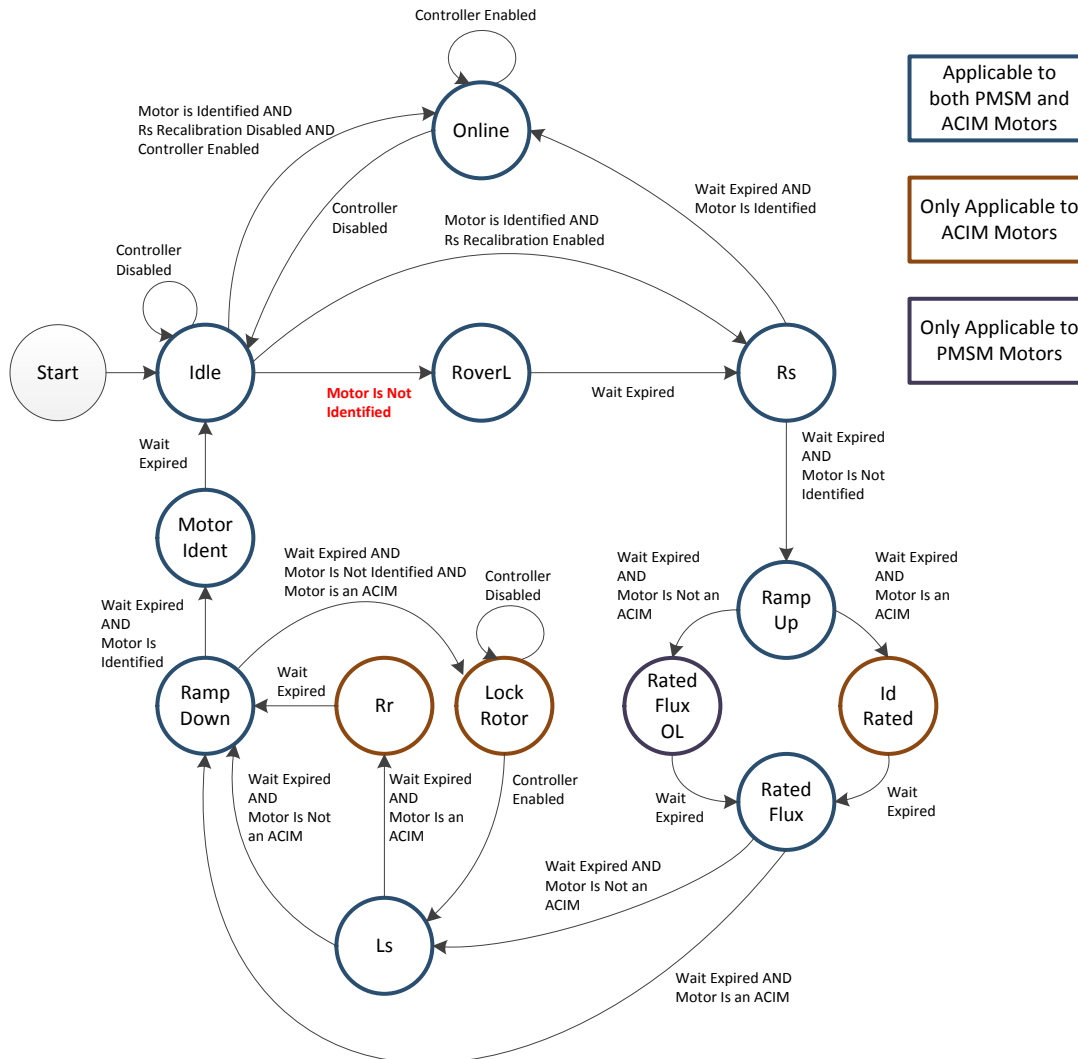 Controller Enabled
Online
Motor is Identified AND
Rs Recalibration Disabled AND
Controller Enabled
Applicable to
both PMSM and
ACIM Motors
Wait Expired AND
Motor Is Identified
Controller
Disabled
Motor is Identified AND
Rs Recalibration Enabled
Only Applicable to
ACIM Motors
Controller
Disabled
Only Applicable to
PMSM Motors
Start
Idle
RoverL
Rs
Motor Is Not
Identified
Wait Expired
Wait
Expired
Wait Expired
AND
Motor Is Not
Identified
Motor
Ident
Wait Expired AND
Motor Is Not Identified AND
Motor is an ACIM
Controller
Disabled
Wait Expired
AND
Motor Is Not an
ACIM
Ramp
Up
Wait Expired
AND
Motor Is an
ACIM
Wait Expired
AND
Motor Is
Identified
Ramp
Down
Wait
Expired
Rr
Lock
Rotor
Rated
Flux
OL
Id
Rated
Wait Expired
AND
Motor Is Not
an ACIM
Wait Expired
AND
Motor Is an
ACIM
Controller
Enabled
Wait
Expired
Rated
Flux
Wait
Expired
Wait Expired AND
Motor Is Not an
ACIM
Ls
Wait Expired AND
Motor Is an ACIM